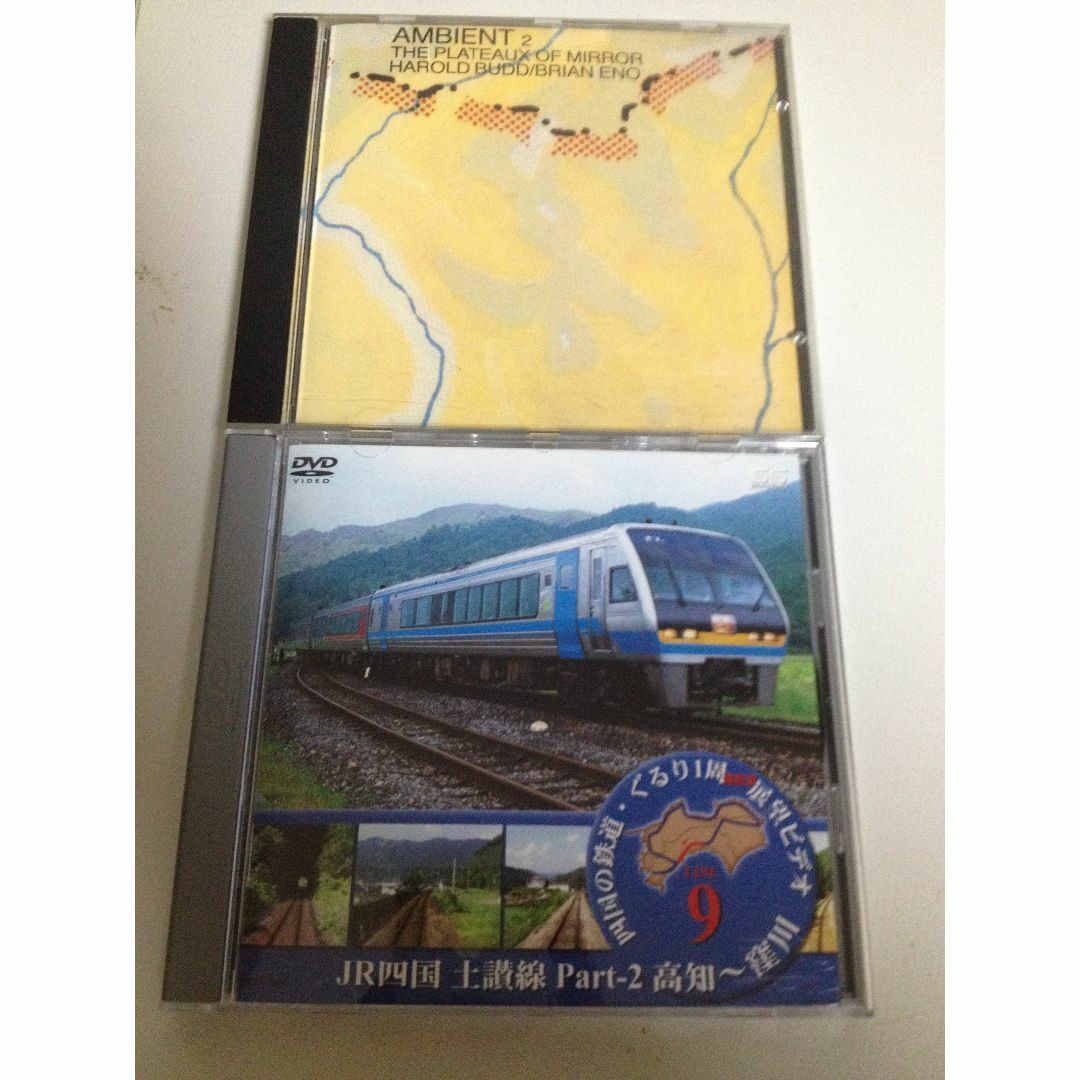 AMBIENT 2
THE PLATEAUX OF MIRROR
HAROLD BUDD/BRIAN ENO
DVD
VIDEO
四国の鉄道・ぐるり1周 展望ビデオ
9
JR四国 土讃線 Part-2 高知～窪川